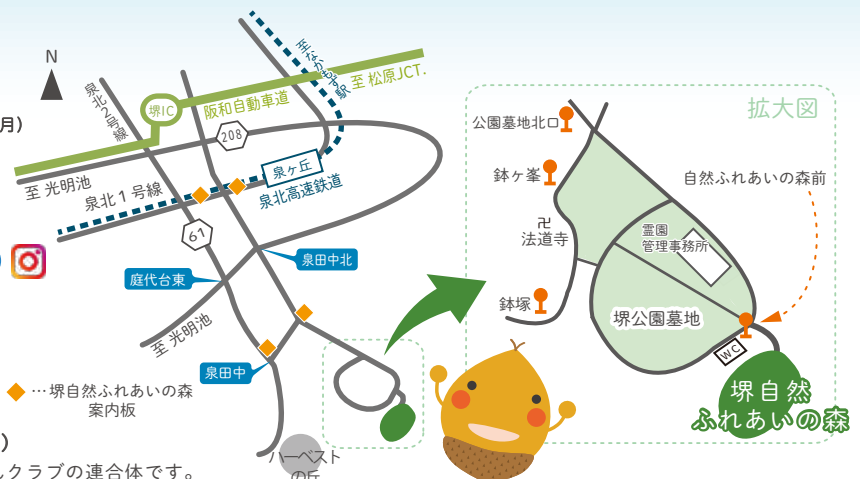 N
月)
泉北2号線
堺IC
阪和自動車道
至なかもず駅
至 松原JCT.
208
至 光明池
泉北1号線
泉ヶ丘
泉北高速鉄道
61
泉田中北
庭代台東
至 光明池
泉田中
…堺自然ふれあいの森
案内板
ハーベスト
の丘
)
クラブの連合体です。
拡大図
公園墓地北口
鉢ヶ峯
自然ふれあいの森前
卍
法道寺
霊園
管理事務所
鉢塚
堺公園墓地
WC
堺自然
ふれあいの森